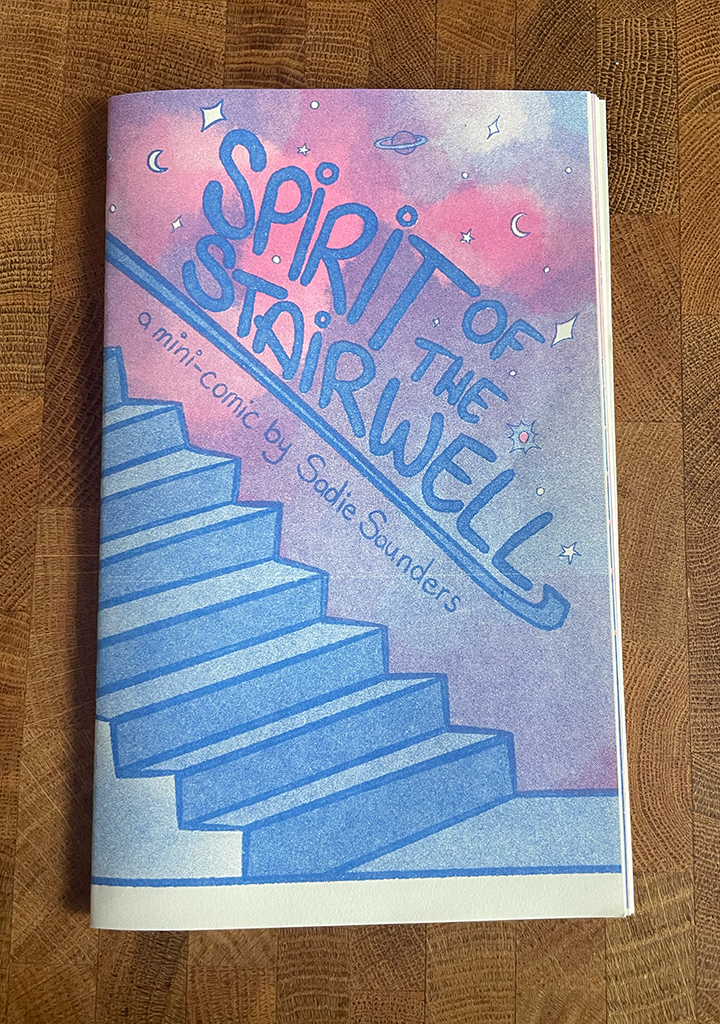 SPIRIT OF
THE
STAIRWELL
a mini-comic by Sadie Saunders